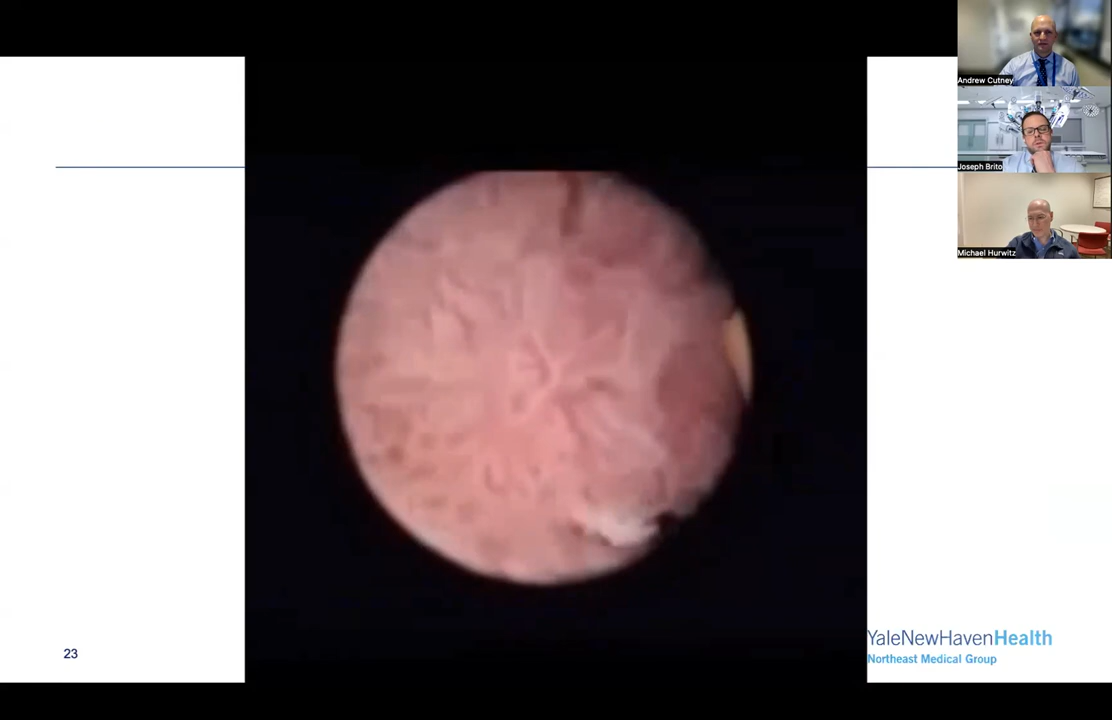 Andrew Cutney
Joseph Brito
Michael Hurwitz
23
YaleNewHavenHealth
Northeast Medical Group